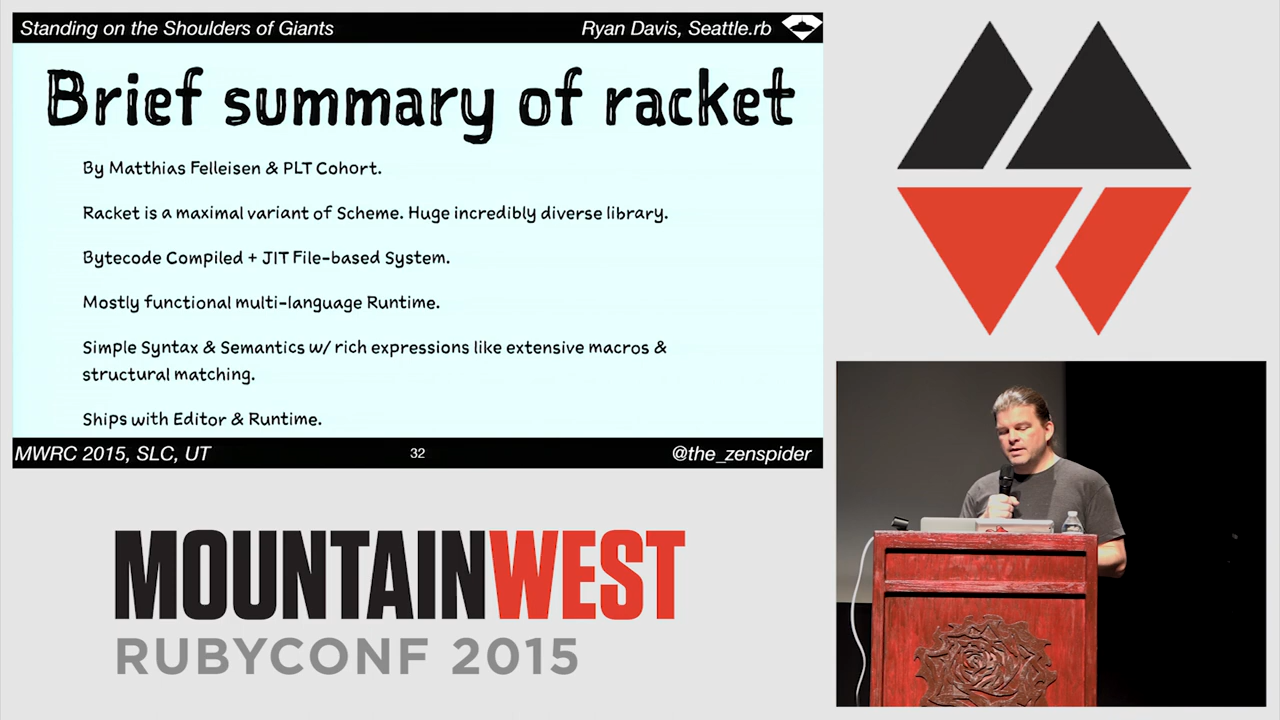 Standing on the Shoulders of Giants
Ryan Davis, Seattle.rb
Brief summary of racket
By Matthias Felleisen & PLT Cohort.
Racket is a maximal variant of Scheme. Huge incredibly diverse library.
Bytecode Compiled + JIT File-based System.
Mostly functional multi-language Runtime.
Simple Syntax & Semantics w/ rich expressions like extensive macros &
structural matching.
Ships with Editor & Runtime.
MWRC 2015, SLC, UT
32
@the_zenspider
MOUNTAINWEST
RUBYCONF 2015